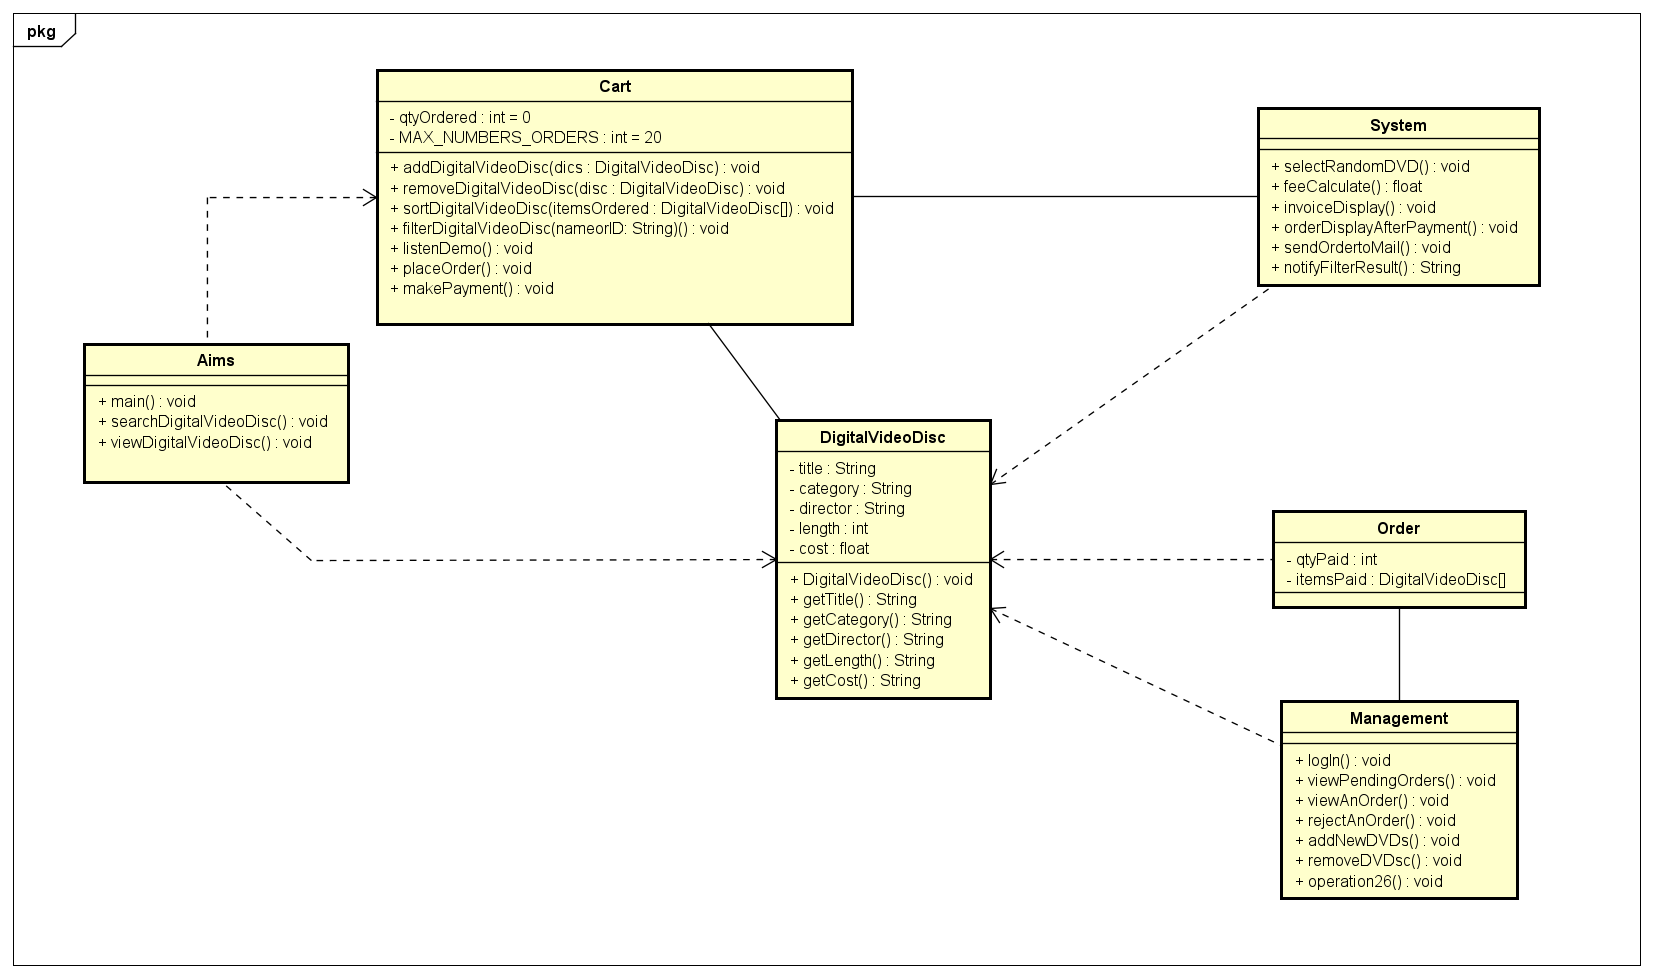 pkg
Cart
- qtyOrdered : int = 0
- MAX_NUMBERS_ORDERS : int = 20
+ addDigitalVideoDisc(dics : DigitalVideoDisc) : void
+ removeDigitalVideoDisc(disc : DigitalVideoDisc) : void
+ sortDigitalVideoDisc(itemsOrdered : DigitalVideoDisc[]) : void
+ filterDigitalVideoDisc(nameorID: String)() : void
+ listenDemo() : void
+ placeOrder() : void
+ makePayment() : void
System
+ selectRandomDVD() : void
+ feeCalculate() : float
+ invoiceDisplay() : void
+ orderDisplayAfterPayment() : void
+ sendOrdertoMail() : void
+ notifyFilterResult() : String
Aims
+ main() : void
+ searchDigitalVideoDisc() : void
+ viewDigitalVideoDisc() : void
DigitalVideoDisc
- title : String
- category : String
- director : String
- length : int
- cost : float
+ DigitalVideoDisc() : void
+ getTitle() : String
+ getCategory() : String
+ getDirector() : String
+ getLength() : String
+ getCost() : String
Order
- qtyPaid : int
- itemsPaid : DigitalVideoDisc[]
Management
+ logIn() : void
+ viewPendingOrders() : void
+ viewAnOrder() : void
+ rejectAnOrder() : void
+ addNewDVDs() : void
+ removeDVDsc() : void
+ operation26() : void